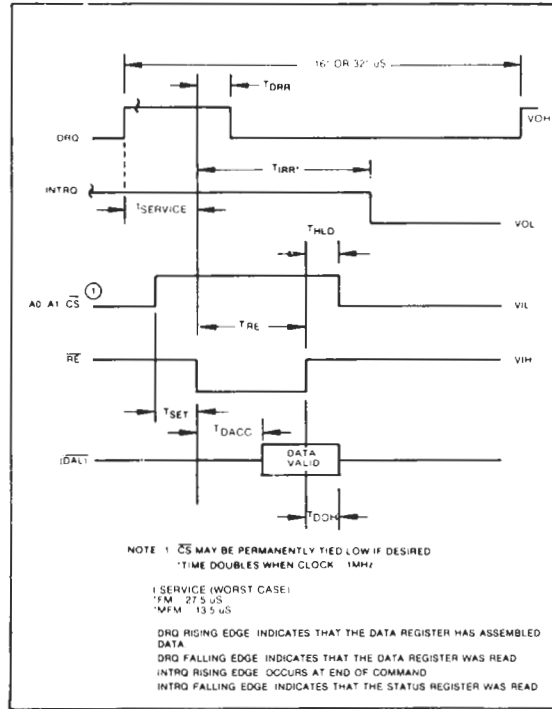 16* OR 32* uS
TDRR
DRQ
VOH
TIRR*
INTRQ
TSERVICE
VOL
THLD
1
A0 A1 CS
VIL
TRE
RE
VIH
TSET
TDACC
(DAL)
DATA
VALID
TDOH
NOTE 1 CS MAY BE PERMANENTLY TIED LOW IF DESIRED
*TIME DOUBLES WHEN CLOCK 1MHz
SERVICE (WORST CASE)
*FM 27.5 uS
*MFM 13.5 uS
DRQ RISING EDGE INDICATES THAT THE DATA REGISTER HAS ASSEMBLED
DATA
DRQ FALLING EDGE INDICATES THAT THE DATA REGISTER WAS READ
INTRQ RISING EDGE OCCURS AT END OF COMMAND
INTRQ FALLING EDGE INDICATES THAT THE STATUS REGISTER WAS READ